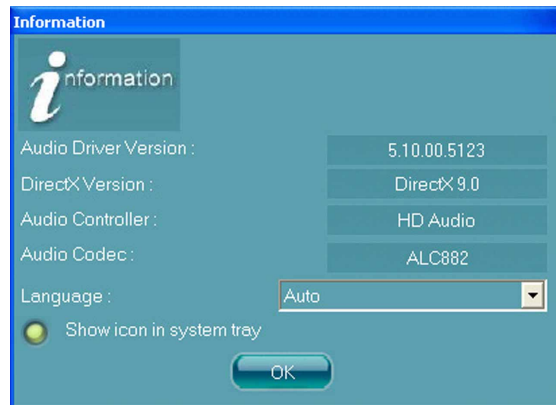 Information
information
Audio Driver Version : 5.10.00.5123
DirectX Version : DirectX 9.0
Audio Controller : HD Audio
Audio Codec : ALC882
Language : Auto
Show icon in system tray
OK